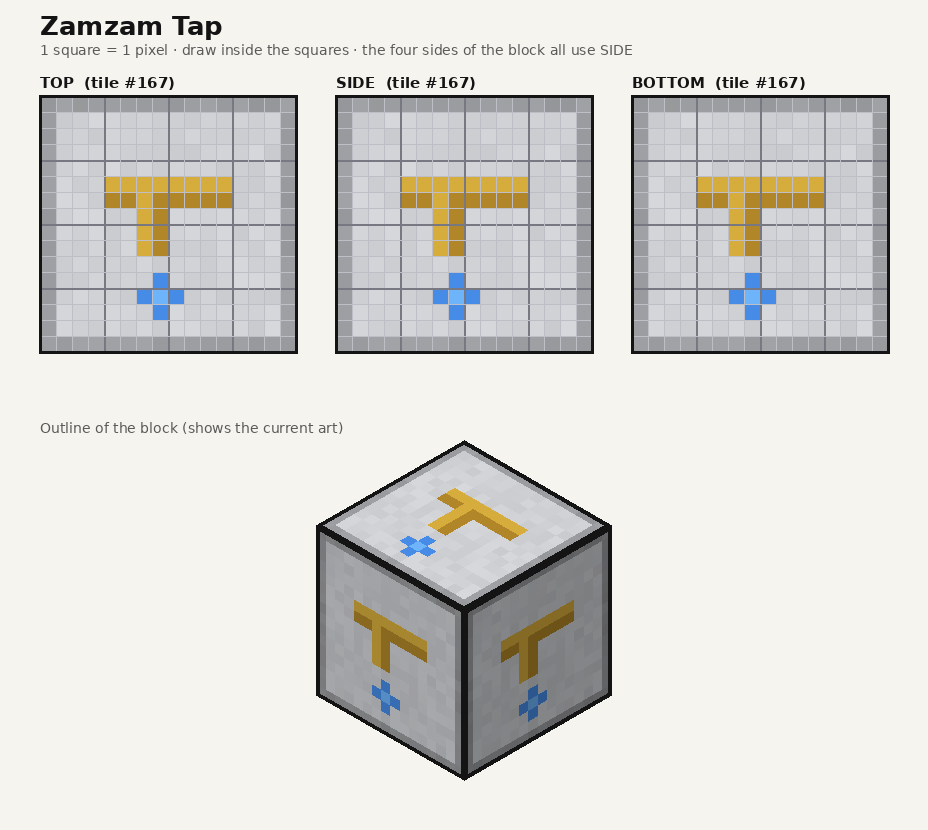 Zamzam Tap
1 square = 1 pixel · draw inside the squares · the four sides of the block all use SIDE
TOP (tile #167)
SIDE (tile #167)
BOTTOM (tile #167)
Outline of the block (shows the current art)